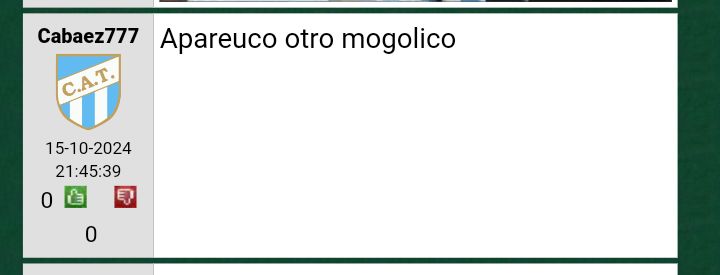 Cabaez777
Apareuco otro mogolico
C.A.T.
15-10-2024
21:45:39
0
0